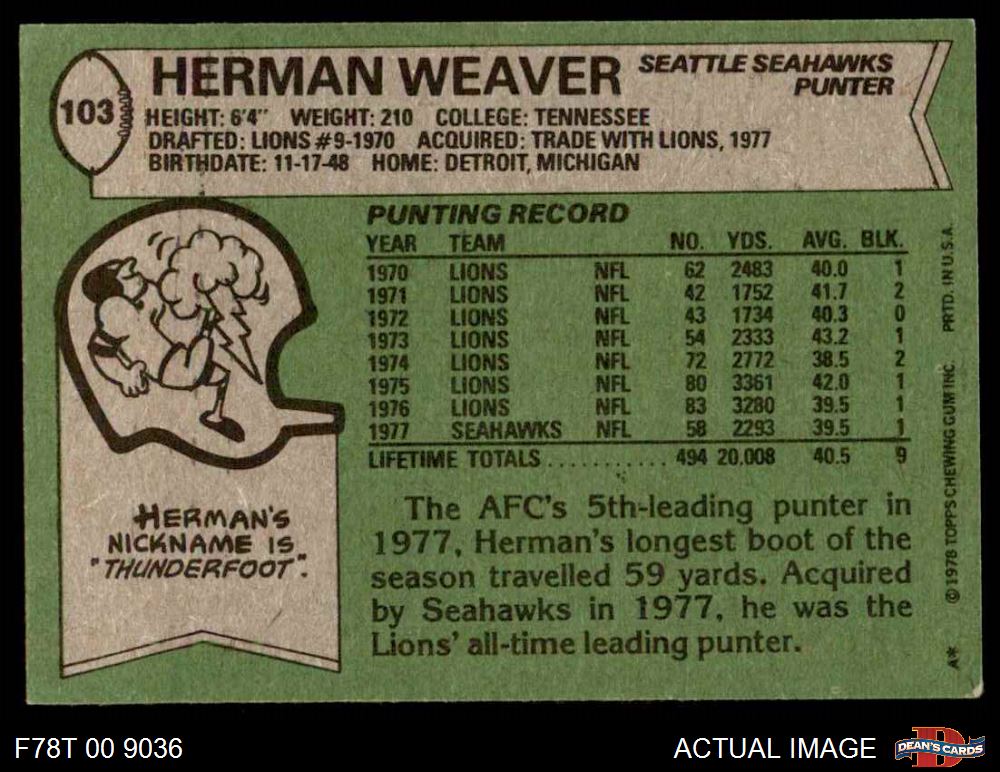 103
HERMAN WEAVER SEATTLE SEAHAWKS
PUNTER
HEIGHT: 6'4" WEIGHT: 210 COLLEGE: TENNESSEE
DRAFTED: LIONS #9-1970 ACQUIRED: TRADE WITH LIONS, 1977
BIRTHDATE: 11-17-48 HOME: DETROIT, MICHIGAN
PUNTING RECORD
YEAR TEAM NO. YDS. AVG. BLK.
1970 LIONS NFL 62 2483 40.0 1
1971 LIONS NFL 42 1752 41.7 2
1972 LIONS NFL 43 1734 40.3 0
1973 LIONS NFL 54 2333 43.2 1
1974 LIONS NFL 72 2772 38.5 2
1975 LIONS NFL 80 3361 42.0 1
1976 LIONS NFL 83 3280 39.5 1
1977 SEAHAWKS NFL 58 2293 39.5 1
LIFETIME TOTALS ........... 494 20.008 40.5 9
HERMAN'S
NICKNAME IS
"THUNDERFOOT".
The AFC's 5th-leading punter in
1977, Herman's longest boot of the
season travelled 59 yards. Acquired
by Seahawks in 1977, he was the
Lions' all-time leading punter.
A* © 1978 TOPPS CHEWING GUM INC. PRTD. IN U.S.A.
F78T 00 9036
ACTUAL IMAGE
D
DEAN'S CARDS